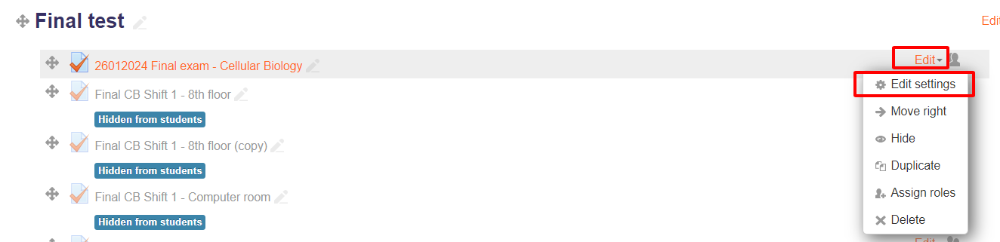 Final test
Edit
26012024 Final exam - Cellular Biology
Edit
Final CB Shift 1 - 8th floor
Hidden from students
Final CB Shift 1 - 8th floor (copy)
Hidden from students
Final CB Shift 1 - Computer room
Hidden from students
Edit settings
Move right
Hide
Duplicate
Assign roles
Delete
Edit